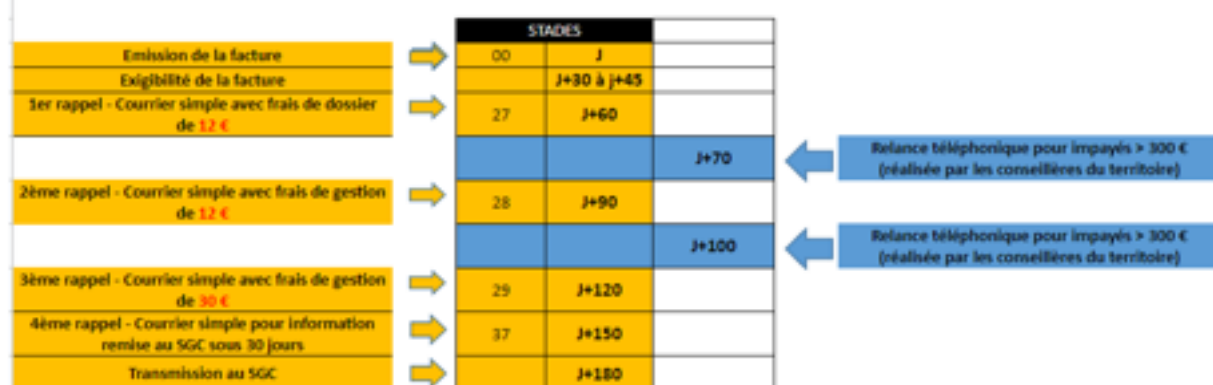 STADES
Emission de la facture
00
J
Exigibilité de la facture
J+30 à j+45
1er rappel - Courrier simple avec frais de dossier
de 12 €
27
J+60
J+70
Relance téléphonique pour impayés > 300 €
(réalisée par les conseillères du territoire)
2ème rappel - Courrier simple avec frais de gestion
de 12 €
28
J+90
J+100
Relance téléphonique pour impayés > 300 €
(réalisée par les conseillères du territoire)
3ème rappel - Courrier simple avec frais de gestion
de 30 €
29
J+120
4ème rappel - Courrier simple pour information
remise au SGC sous 30 jours
37
J+150
Transmission au SGC
J+180